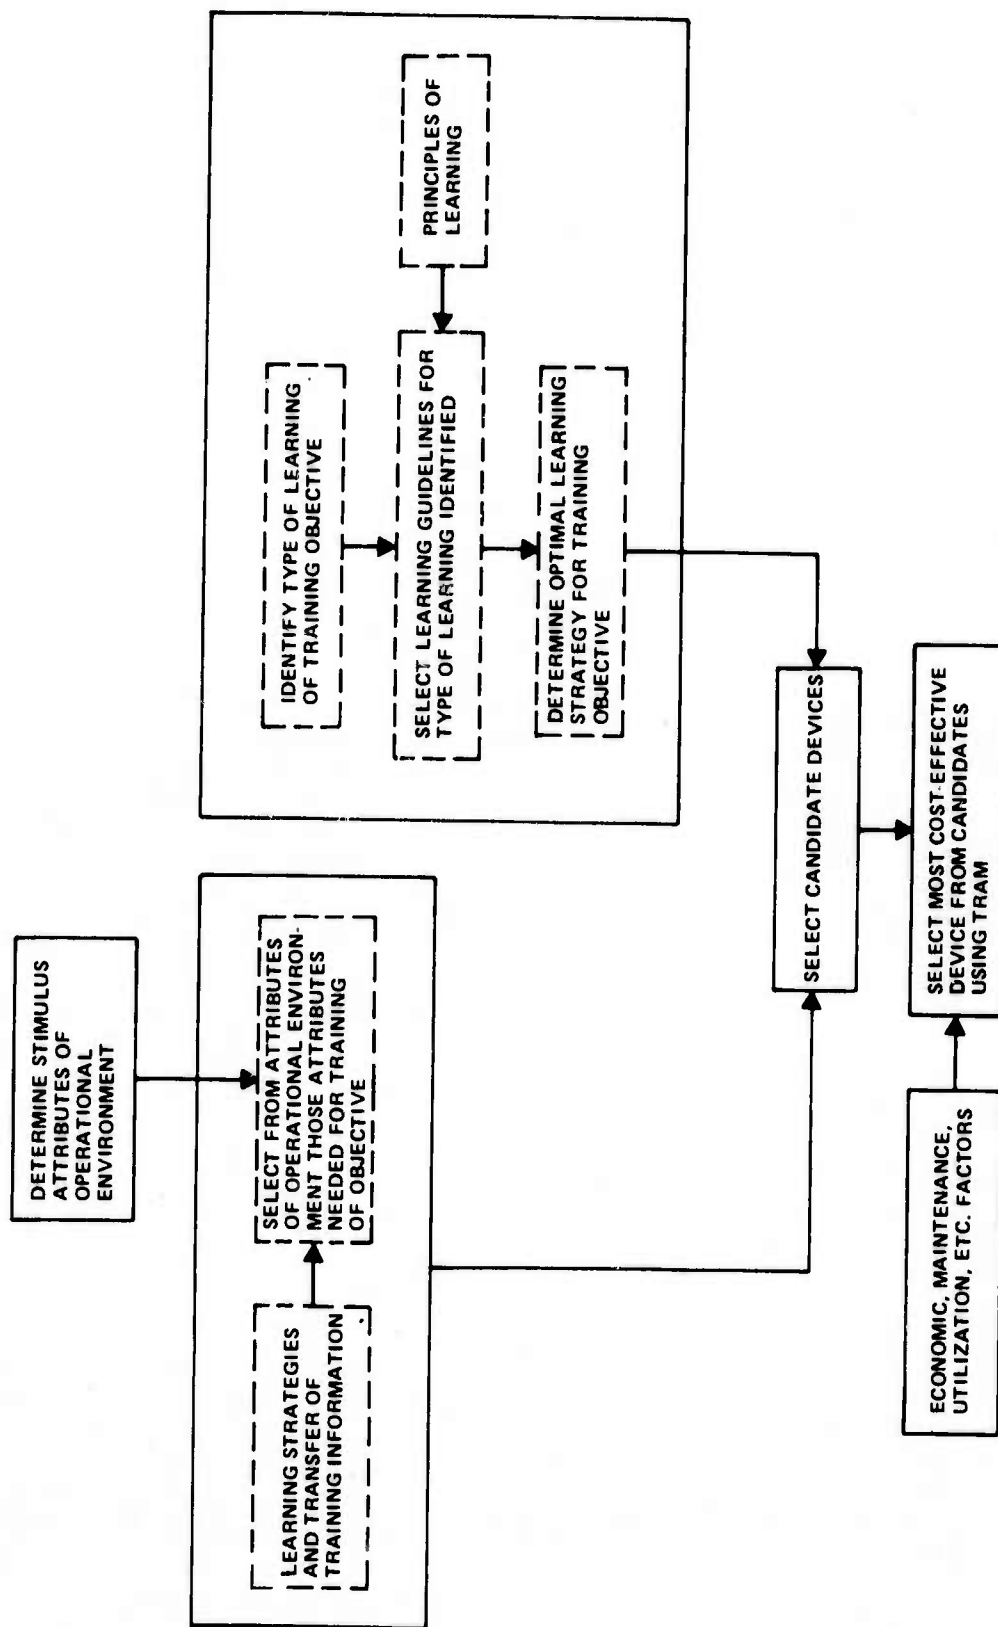 DETERMINE STIMULUS
ATTRIBUTES OF
OPERATIONAL
ENVIRONMENT
LEARNING STRATEGIES
AND TRANSFER OF
TRAINING INFORMATION
SELECT FROM ATTRIBUTES
OF OPERATIONAL ENVIRON-
MENT THOSE ATTRIBUTES
NEEDED FOR TRAINING
OF OBJECTIVE
IDENTIFY TYPE OF LEARNING
OF TRAINING OBJECTIVE
SELECT LEARNING GUIDELINES FOR
TYPE OF LEARNING IDENTIFIED
PRINCIPLES OF
LEARNING
DETERMINE OPTIMAL LEARNING
STRATEGY FOR TRAINING
OBJECTIVE
SELECT CANDIDATE DEVICES
ECONOMIC, MAINTENANCE,
UTILIZATION, ETC. FACTORS
SELECT MOST COST-EFFECTIVE
DEVICE FROM CANDIDATES
USING TRAM